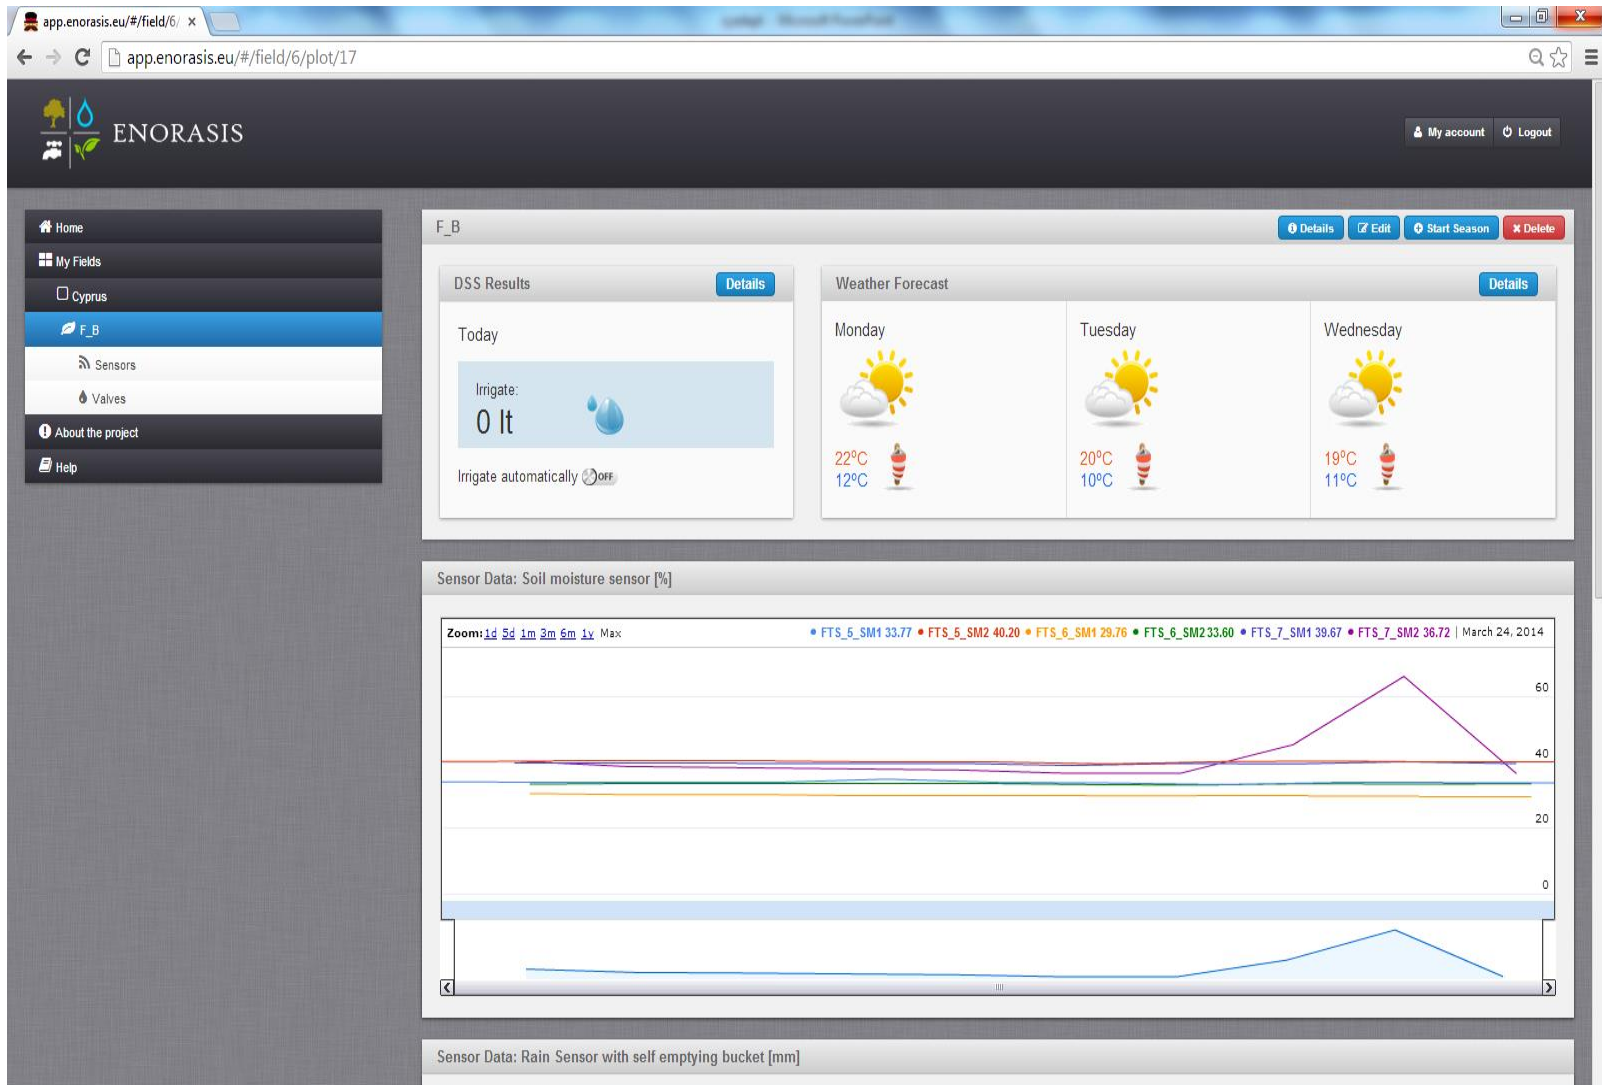 app.enorasis.eu/#/field/6/
app.enorasis.eu/#/field/6/plot/17
ENORASIS
My account
Logout
Home
My Fields
Cyprus
F_B
Sensors
Valves
About the project
Help
F_B
Details
Edit
Start Season
Delete
DSS Results
Details
Today
Irrigate:
0 lt
Irrigate automatically OFF
Weather Forecast
Details
Monday
22°C
12°C
Tuesday
20°C
10°C
Wednesday
19°C
11°C
Sensor Data: Soil moisture sensor [%]
Zoom: 1d 5d 1m 3m 6m 1y Max
FTS_5_SM1 33.77 FTS_5_SM2 40.20 FTS_6_SM1 29.76 FTS_6_SM2 33.60 FTS_7_SM1 39.67 FTS_7_SM2 36.72 | March 24, 2014
60
40
20
0
Sensor Data: Rain Sensor with self emptying bucket [mm]